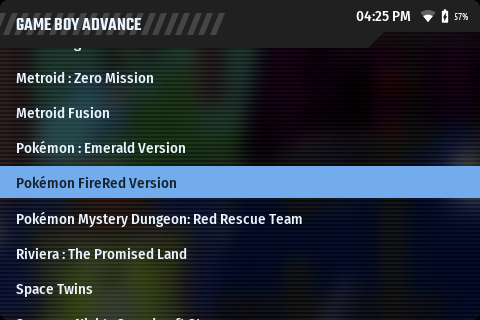 GAME BOY ADVANCE
04:25 PM
57%
Metroid : Zero Mission
Metroid Fusion
Pokémon : Emerald Version
Pokémon FireRed Version
Pokémon Mystery Dungeon: Red Rescue Team
Riviera : The Promised Land
Space Twins